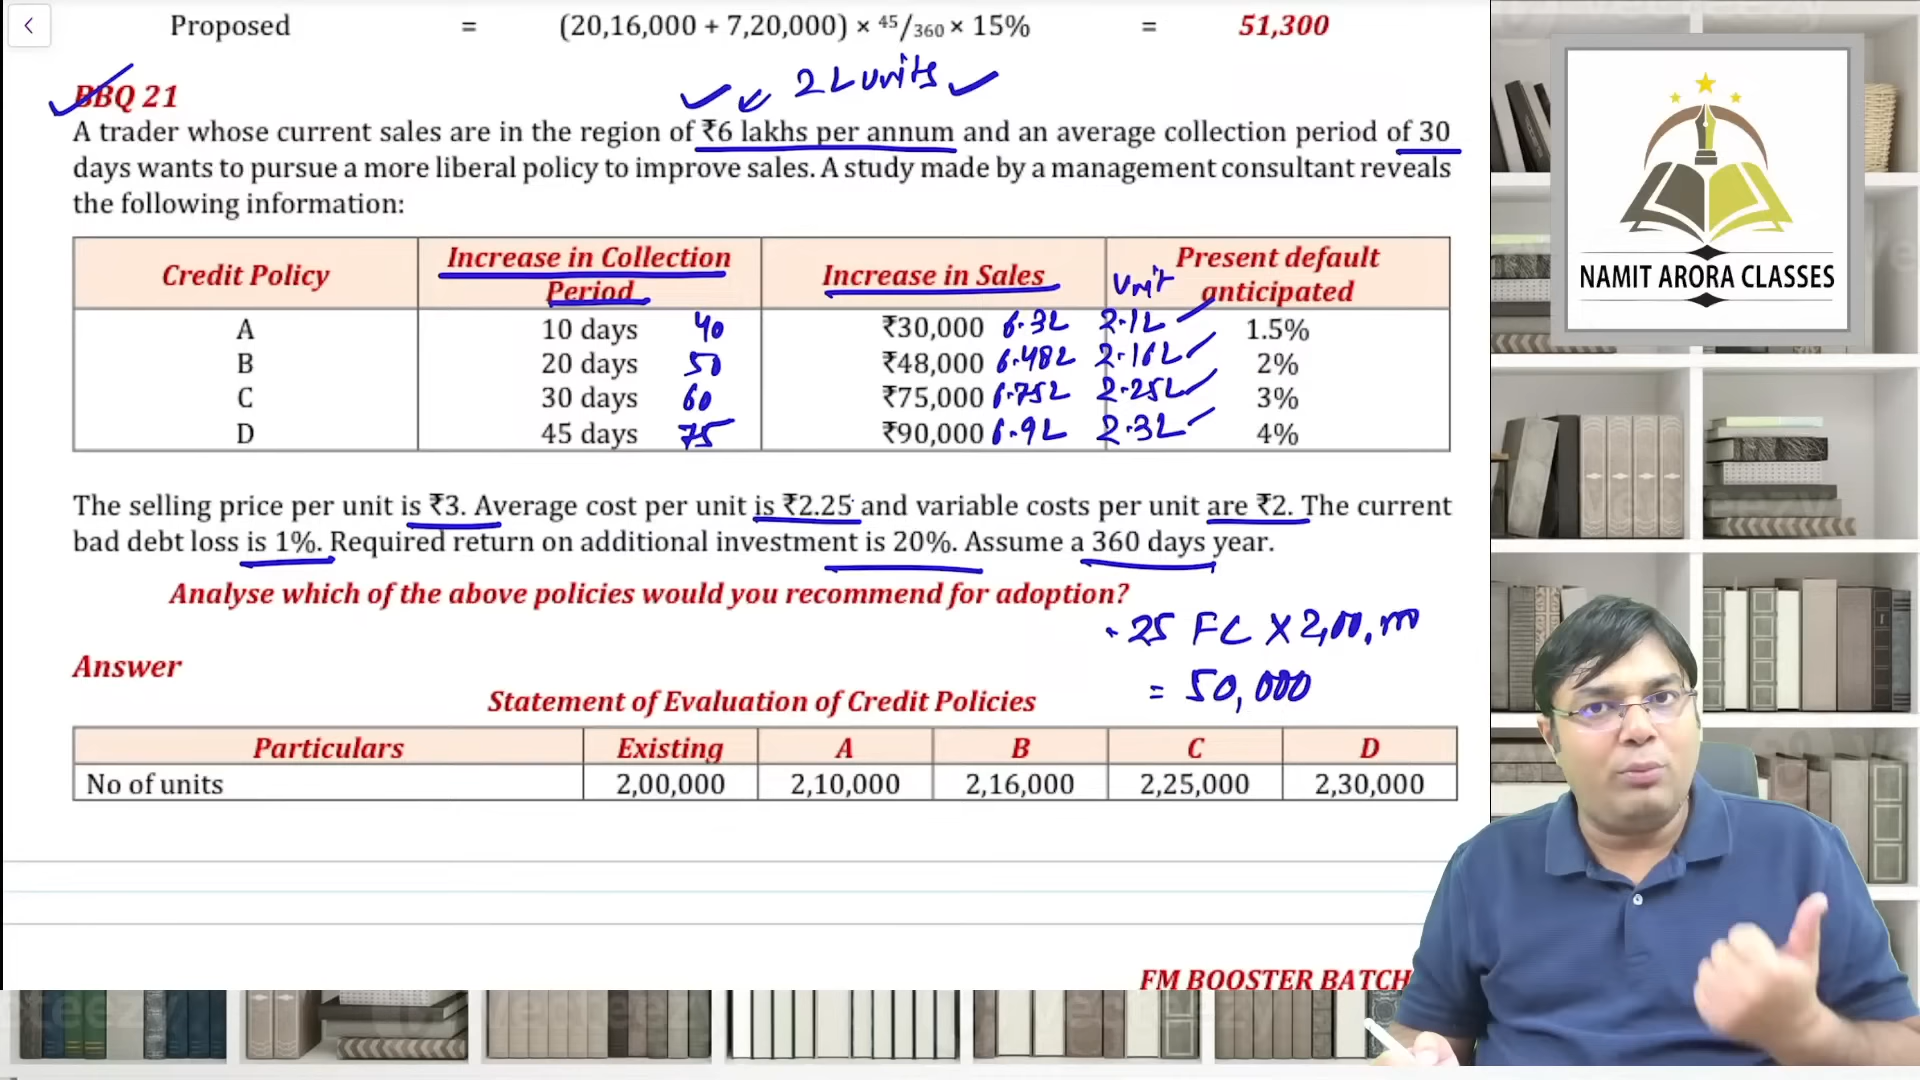 Proposed = (20,16,000 + 7,20,000) × 45/360 × 15% = 51,300
2 L units
BBQ 21
A trader whose current sales are in the region of ₹6 lakhs per annum and an average collection period of 30
days wants to pursue a more liberal policy to improve sales. A study made by a management consultant reveals
the following information:
Credit Policy Increase in Collection Period Increase in Sales Unit Present default anticipated
A 10 days 40 ₹30,000 6.3L 2.1L 1.5%
B 20 days 50 ₹48,000 6.48L 2.16L 2%
C 30 days 60 ₹75,000 6.75L 2.25L 3%
D 45 days 75 ₹90,000 6.9L 2.3L 4%
The selling price per unit is ₹3. Average cost per unit is ₹2.25 and variable costs per unit are ₹2. The current
bad debt loss is 1%. Required return on additional investment is 20%. Assume a 360 days year.
Analyse which of the above policies would you recommend for adoption?
.25 FC X 2,00,000
= 50,000
Answer
Statement of Evaluation of Credit Policies
Particulars Existing A B C D
No of units 2,00,000 2,10,000 2,16,000 2,25,000 2,30,000
FM BOOSTER BATCH
NAMIT ARORA CLASSES